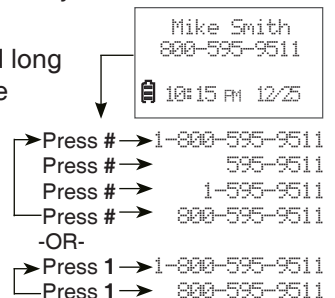 l long
e
Mike Smith
800-595-9511
10:15 PM 12/25
Press # 1-800-595-9511
Press # 595-9511
Press # 1-595-9511
Press # 800-595-9511
-OR-
Press 1 1-800-595-9511
Press 1 800-595-9511